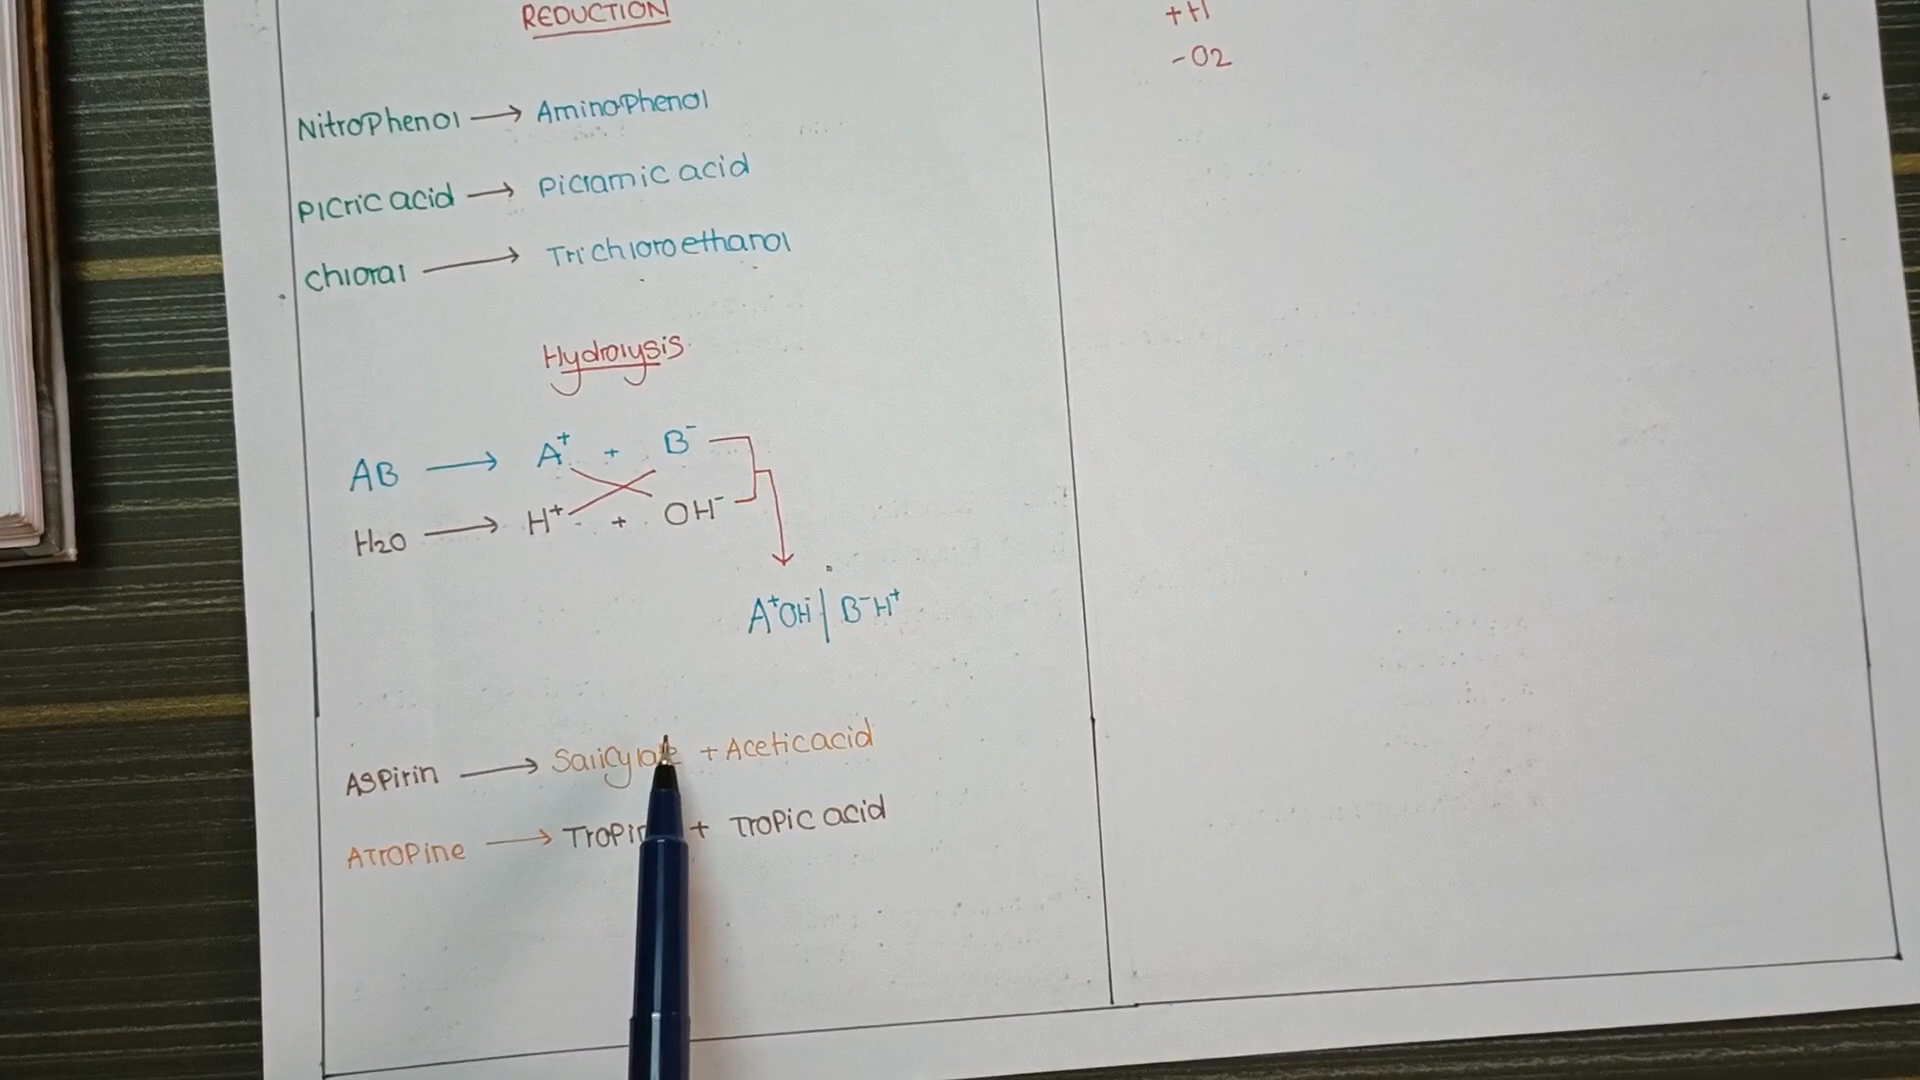 REDUCTION
Nitrophenol → Aminophenol
Picric acid → Picramic acid
Chloral → Trichloroethanol
Hydrolysis
AB → A⁺ + B⁻
H₂O → H⁺ + OH⁻
A⁺OH⁻ | B⁻H⁺
Aspirin → Salicylate + Acetic acid
Atropine → + Tropic acid
+H
-O2